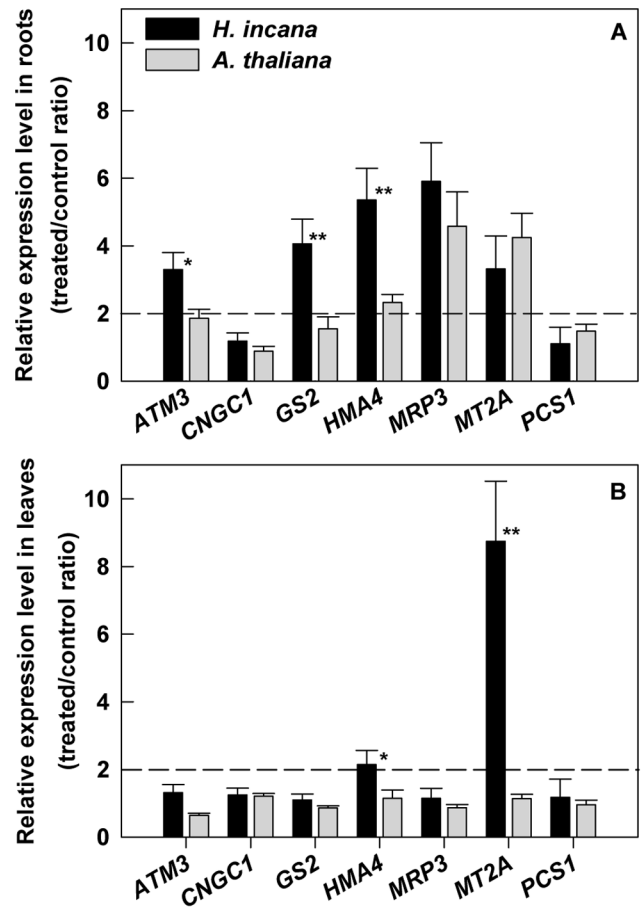 Relative expression level in roots
(treated/control ratio)
10
8
6
4
2
0
H. incana
A. thaliana
A
*
**
**
ATM3
CNGC1
GS2
HMA4
MRP3
MT2A
PCS1
Relative expression level in leaves
(treated/control ratio)
10
8
6
4
2
0
B
*
**
ATM3
CNGC1
GS2
HMA4
MRP3
MT2A
PCS1